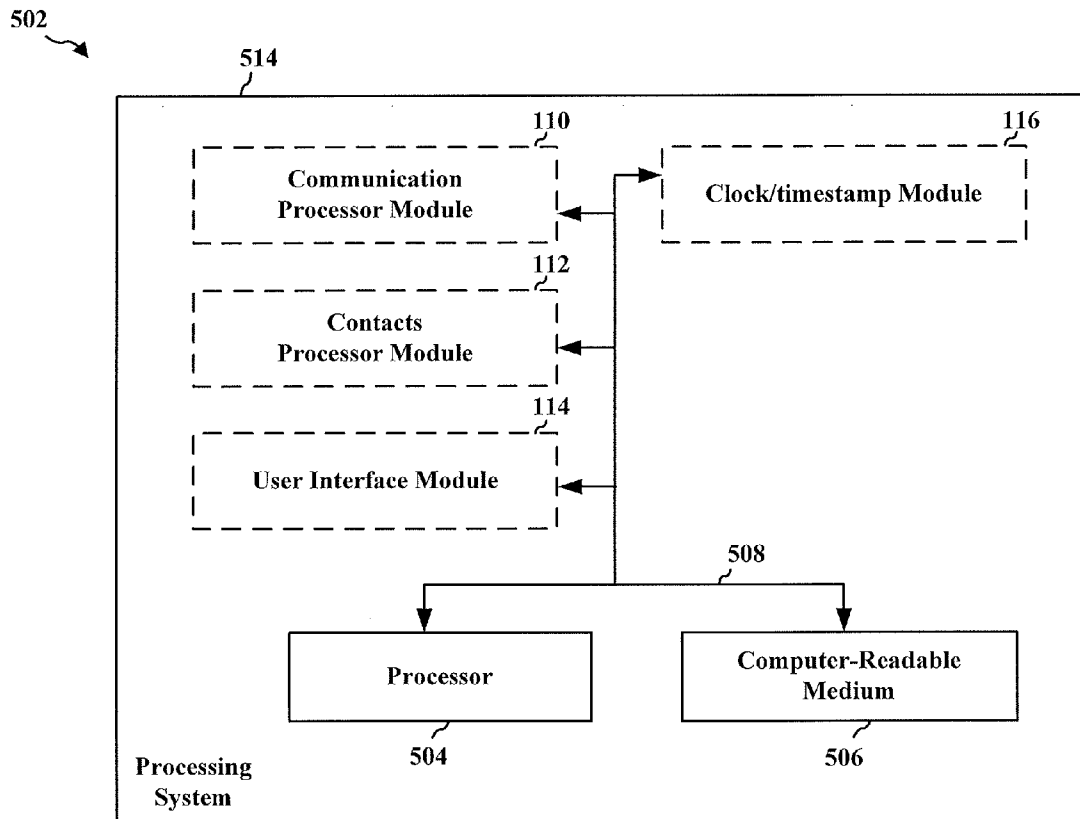 502
514
110
116
Communication
Processor Module
Clock/timestamp Module
112
Contacts
Processor Module
114
User Interface Module
508
Processor
Computer-Readable
Medium
504
506
Processing
System